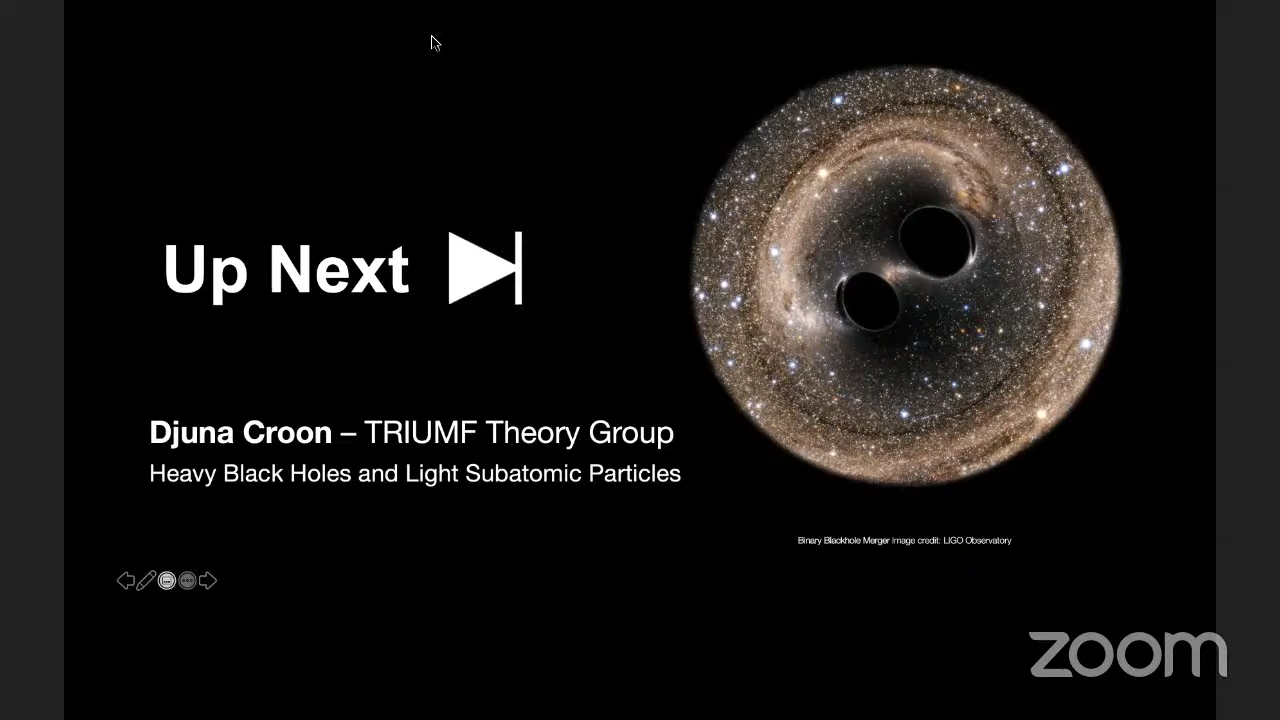 Up Next
Djuna Croon – TRIUMF Theory Group
Heavy Black Holes and Light Subatomic Particles
Binary Blackhole Merger Image credit: LIGO Observatory
zoom